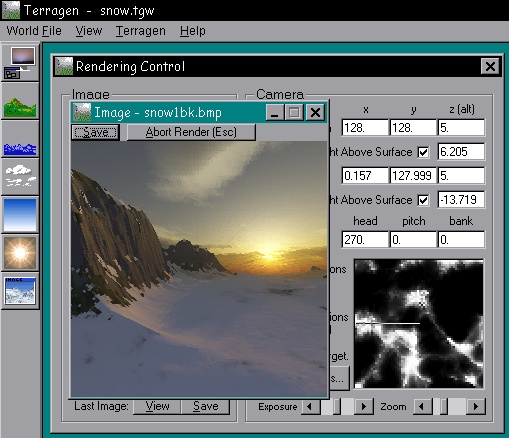 Terragen - snow.tgw
World File View Terragen Help
Rendering Control
Image
Camera
Image - snow1bk.bmp
Save Abort Render (Esc)
x y z (alt)
128. 128. 5.
ht Above Surface 6.205
0.157 127.999 5.
ht Above Surface -13.719
head pitch bank
270. 0. 0.
ions
ions
get.
s...
Last Image: View Save
Exposure Zoom